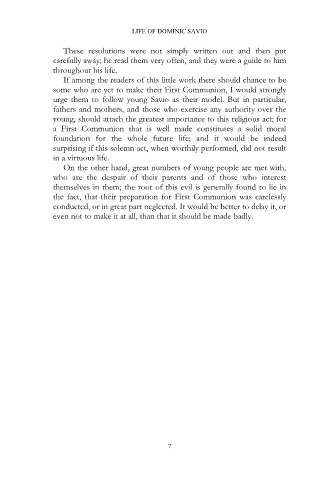 LIFE OF DOMINIC SAVIO
These resolutions were not simply written out and then put
carefully away; he read them very often, and they were a guide to him
throughout his life.
If among the readers of this little work there should chance to be
some who are yet to make their First Communion, I would strongly
urge them to follow young Savio as their model. But in particular,
fathers and mothers, and those who exercise any authority over the
young, should attach the greatest importance to this religious act; for
a First Communion that is well made constitutes a solid moral
foundation for the whole future life; and it would be indeed
surprising if this solemn act, when worthily performed, did not result
in a virtuous life.
On the other hand, great numbers of young people are met with,
who are the despair of their parents and of those who interest
themselves in them; the root of this evil is generally found to lie in
the fact, that their preparation for First Communion was carelessly
conducted, or in great part neglected. It would be better to delay it, or
even not to make it at all, than that it should be made badly.
7